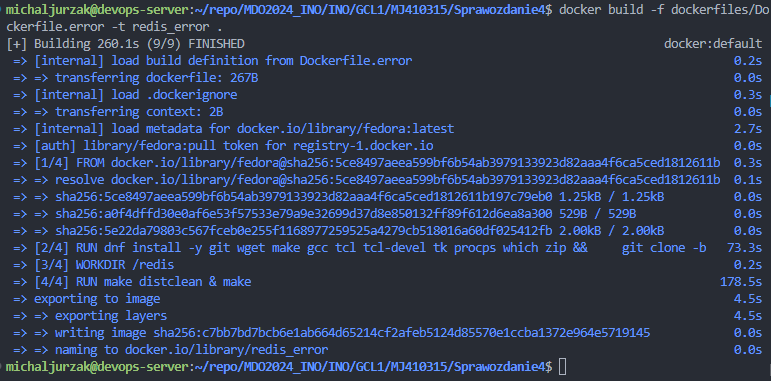 michaljurzak@devops-server:~/repo/MDO2024_INO/INO/GCL1/MJ410315/Sprawozdanie4$ docker build -f dockerfiles/Do
ckerfile.error -t redis_error .
[+] Building 260.1s (9/9) FINISHED docker:default
=> [internal] load build definition from Dockerfile.error 0.2s
=> => transferring dockerfile: 267B 0.0s
=> [internal] load .dockerignore 0.3s
=> => transferring context: 2B 0.0s
=> [internal] load metadata for docker.io/library/fedora:latest 2.7s
=> [auth] library/fedora:pull token for registry-1.docker.io 0.0s
=> [1/4] FROM docker.io/library/fedora@sha256:5ce8497aeea599bf6b54ab3979133923d82aaa4f6ca5ced1812611b 0.3s
=> => resolve docker.io/library/fedora@sha256:5ce8497aeea599bf6b54ab3979133923d82aaa4f6ca5ced1812611b 0.1s
=> => sha256:5ce8497aeea599bf6b54ab3979133923d82aaa4f6ca5ced1812611b197c79eb0 1.25kB / 1.25kB 0.0s
=> => sha256:a0f4dffd30e0af6e53f57533e79a9e32699d37d8e850132ff89f612d6ea8a300 529B / 529B 0.0s
=> => sha256:5e22da79803c567fceb0e255f1168977259525a4279cb518016a60df025412fb 2.00kB / 2.00kB 0.0s
=> [2/4] RUN dnf install -y git wget make gcc tcl tcl-devel tk procps which zip && git clone -b 73.3s
=> [3/4] WORKDIR /redis 0.2s
=> [4/4] RUN make distclean & make 178.5s
=> exporting to image 4.5s
=> => exporting layers 4.5s
=> => writing image sha256:c7bb7bd7bcb6e1ab664d65214cf2afeb5124d85570e1ccba1372e964e5719145 0.0s
=> => naming to docker.io/library/redis_error 0.0s
michaljurzak@devops-server:~/repo/MDO2024_INO/INO/GCL1/MJ410315/Sprawozdanie4$